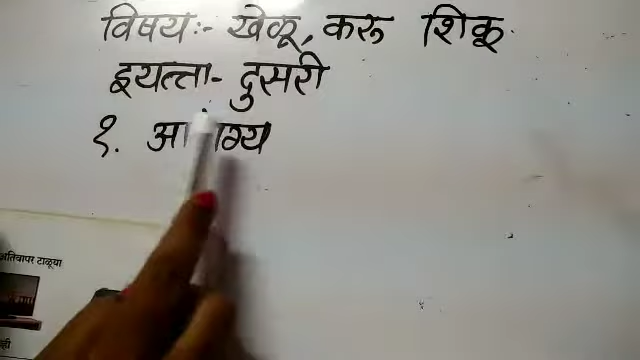 विषय:- खेळू, करू शिकू.
इयत्ता- दुसरी
१.
अतिवापर टाळूया